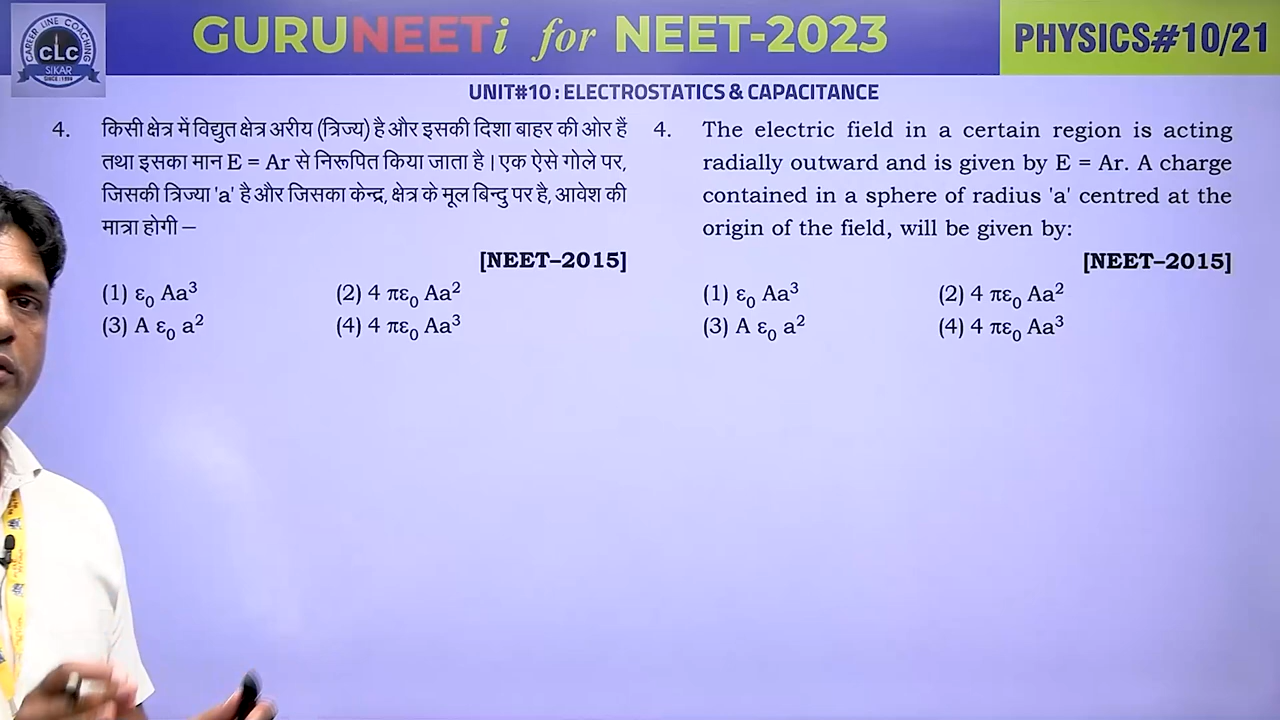 CAREER LINE COACHING
CLC
SIKAR
SINCE : 1996
GURUNEETi for NEET-2023
PHYSICS#10/21
UNIT#10 : ELECTROSTATICS & CAPACITANCE
4. किसी क्षेत्र में विद्युत क्षेत्र अरीय (त्रिज्य) है और इसकी दिशा बाहर की ओर हैं
तथा इसका मान E = Ar से निरूपित किया जाता है। एक ऐसे गोले पर,
जिसकी त्रिज्या 'a' है और जिसका केन्द्र, क्षेत्र के मूल बिन्दु पर है, आवेश की
मात्रा होगी –
[NEET–2015]
(1) ε₀ Aa³ (2) 4 πε₀ Aa²
(3) A ε₀ a² (4) 4 πε₀ Aa³
4. The electric field in a certain region is acting
radially outward and is given by E = Ar. A charge
contained in a sphere of radius 'a' centred at the
origin of the field, will be given by:
[NEET–2015]
(1) ε₀ Aa³ (2) 4 πε₀ Aa²
(3) A ε₀ a² (4) 4 πε₀ Aa³